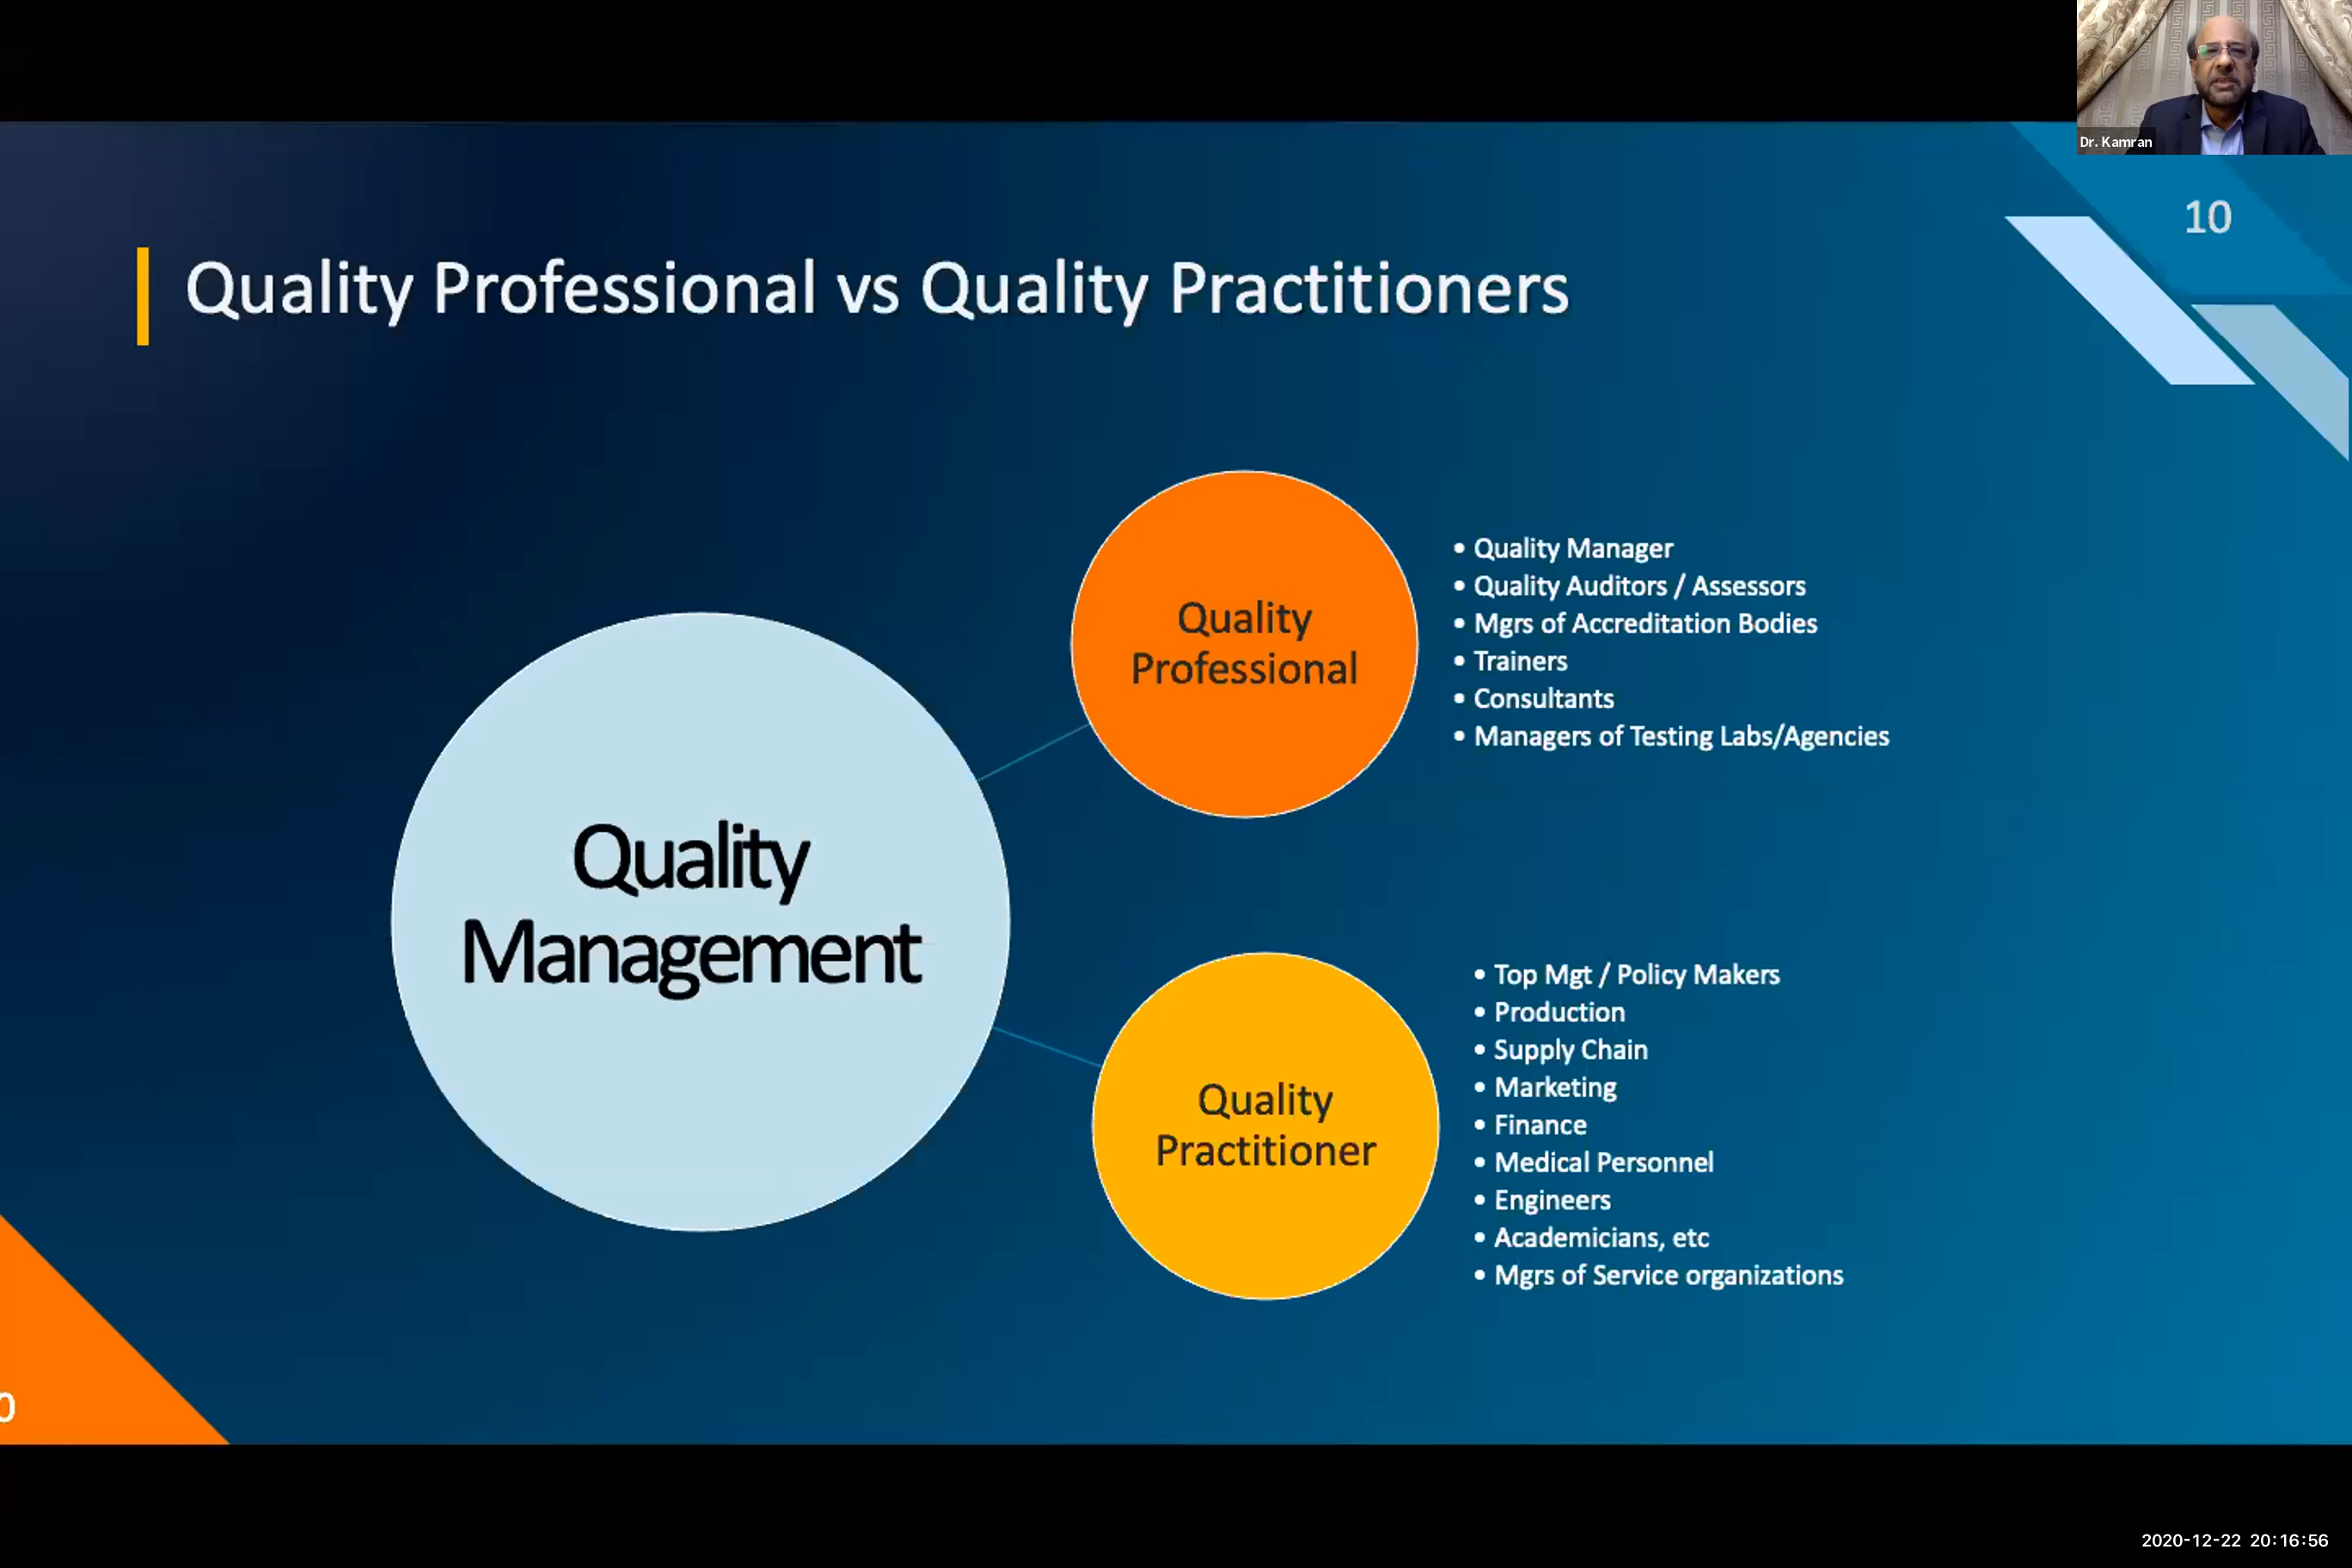 Dr. Kamran
10
Quality Professional vs Quality Practitioners
Quality
Management
Quality
Professional
• Quality Manager
• Quality Auditors / Assessors
• Mgrs of Accreditation Bodies
• Trainers
• Consultants
• Managers of Testing Labs/Agencies
Quality
Practitioner
• Top Mgt / Policy Makers
• Production
• Supply Chain
• Marketing
• Finance
• Medical Personnel
• Engineers
• Academicians, etc
• Mgrs of Service organizations
0
2020-12-22 20:16:56